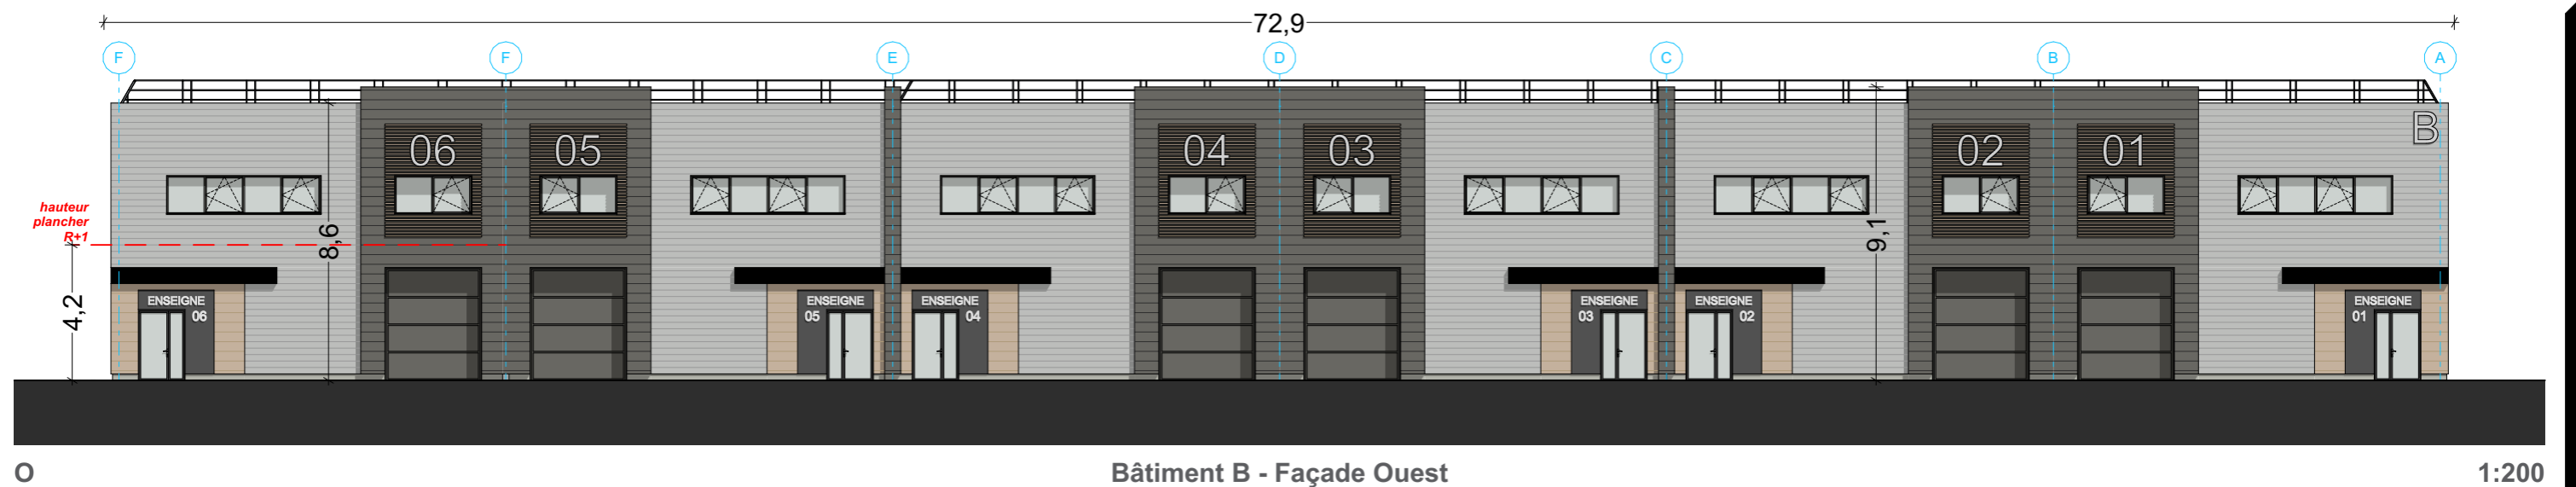 72,9
F F E D C B A
B
06 05 04 03 02 01
hauteur
plancher
R+1
8,6
9,1
4,2
ENSEIGNE ENSEIGNE ENSEIGNE ENSEIGNE ENSEIGNE ENSEIGNE
06 05 04 03 02 01
O Bâtiment B - Façade Ouest 1:200